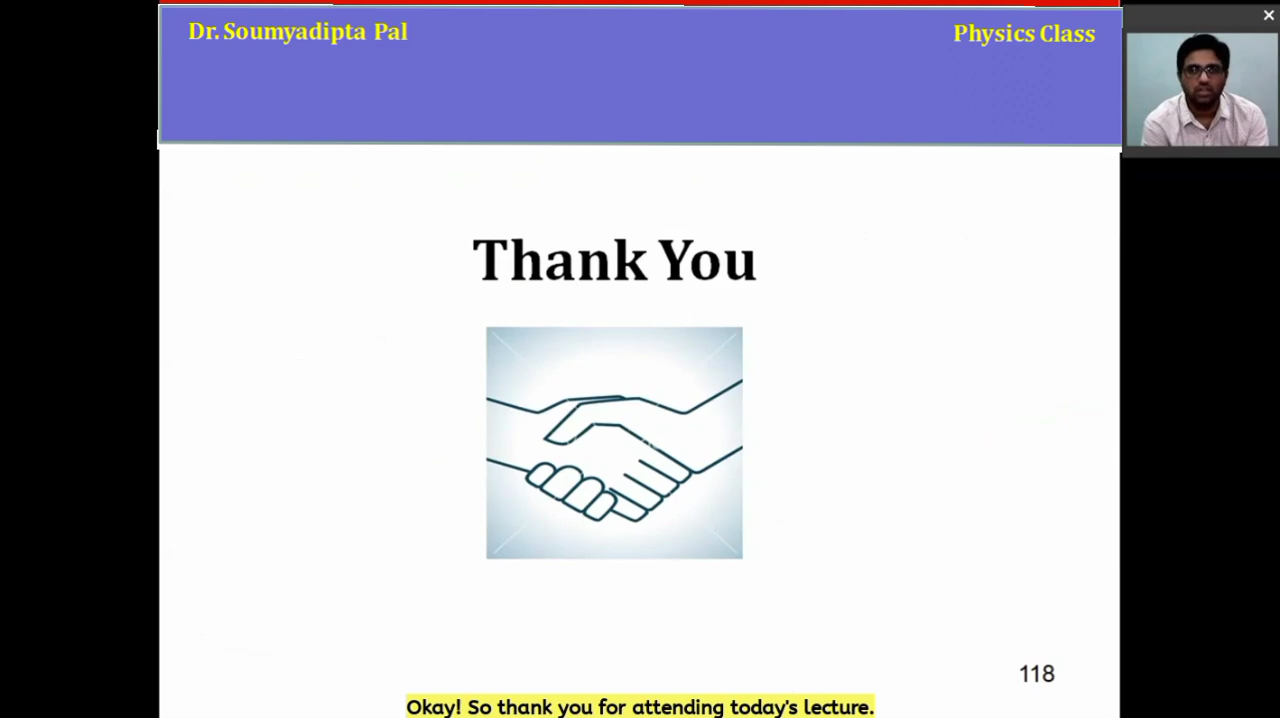 Dr. Soumyadipta Pal
Physics Class
Thank You
118
Okay! So thank you for attending today's lecture.